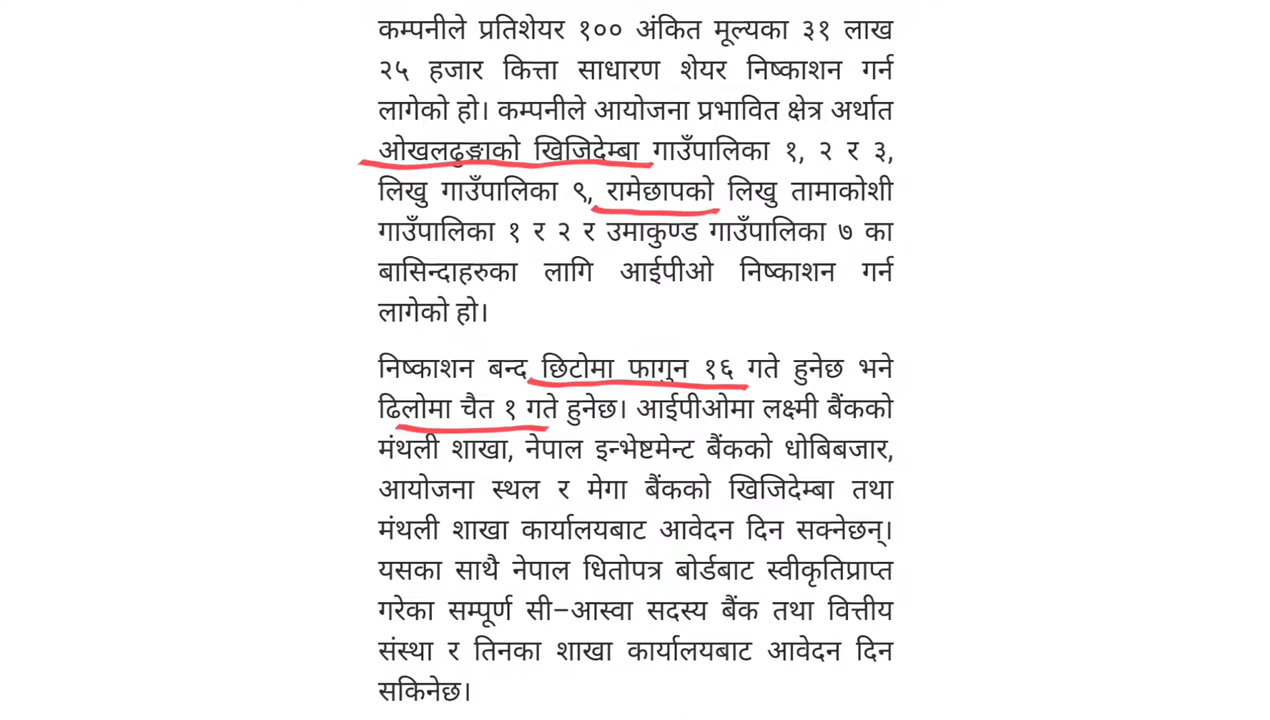 कम्पनीले प्रतिशेयर १०० अंकित मूल्यका ३१ लाख
२५ हजार कित्ता साधारण शेयर निष्काशन गर्न
लागेको हो। कम्पनीले आयोजना प्रभावित क्षेत्र अर्थात
ओखलढुङ्गाको खिजिदेम्बा गाउँपालिका १, २ र ३,
लिखु गाउँपालिका ९, रामेछापको लिखु तामाकोशी
गाउँपालिका १ र २ र उमाकुण्ड गाउँपालिका ७ का
बासिन्दाहरुका लागि आईपीओ निष्काशन गर्न
लागेको हो।
निष्काशन बन्द छिटोमा फागुन १६ गते हुनेछ भने
ढिलोमा चैत १ गते हुनेछ। आईपीओमा लक्ष्मी बैंकको
मंथली शाखा, नेपाल इन्भेष्टमेन्ट बैंकको धोबिबजार,
आयोजना स्थल र मेगा बैंकको खिजिदेम्बा तथा
मंथली शाखा कार्यालयबाट आवेदन दिन सक्नेछन्।
यसका साथै नेपाल धितोपत्र बोर्डबाट स्वीकृतिप्राप्त
गरेका सम्पूर्ण सी–आस्वा सदस्य बैंक तथा वित्तीय
संस्था र तिनका शाखा कार्यालयबाट आवेदन दिन
सकिनेछ।